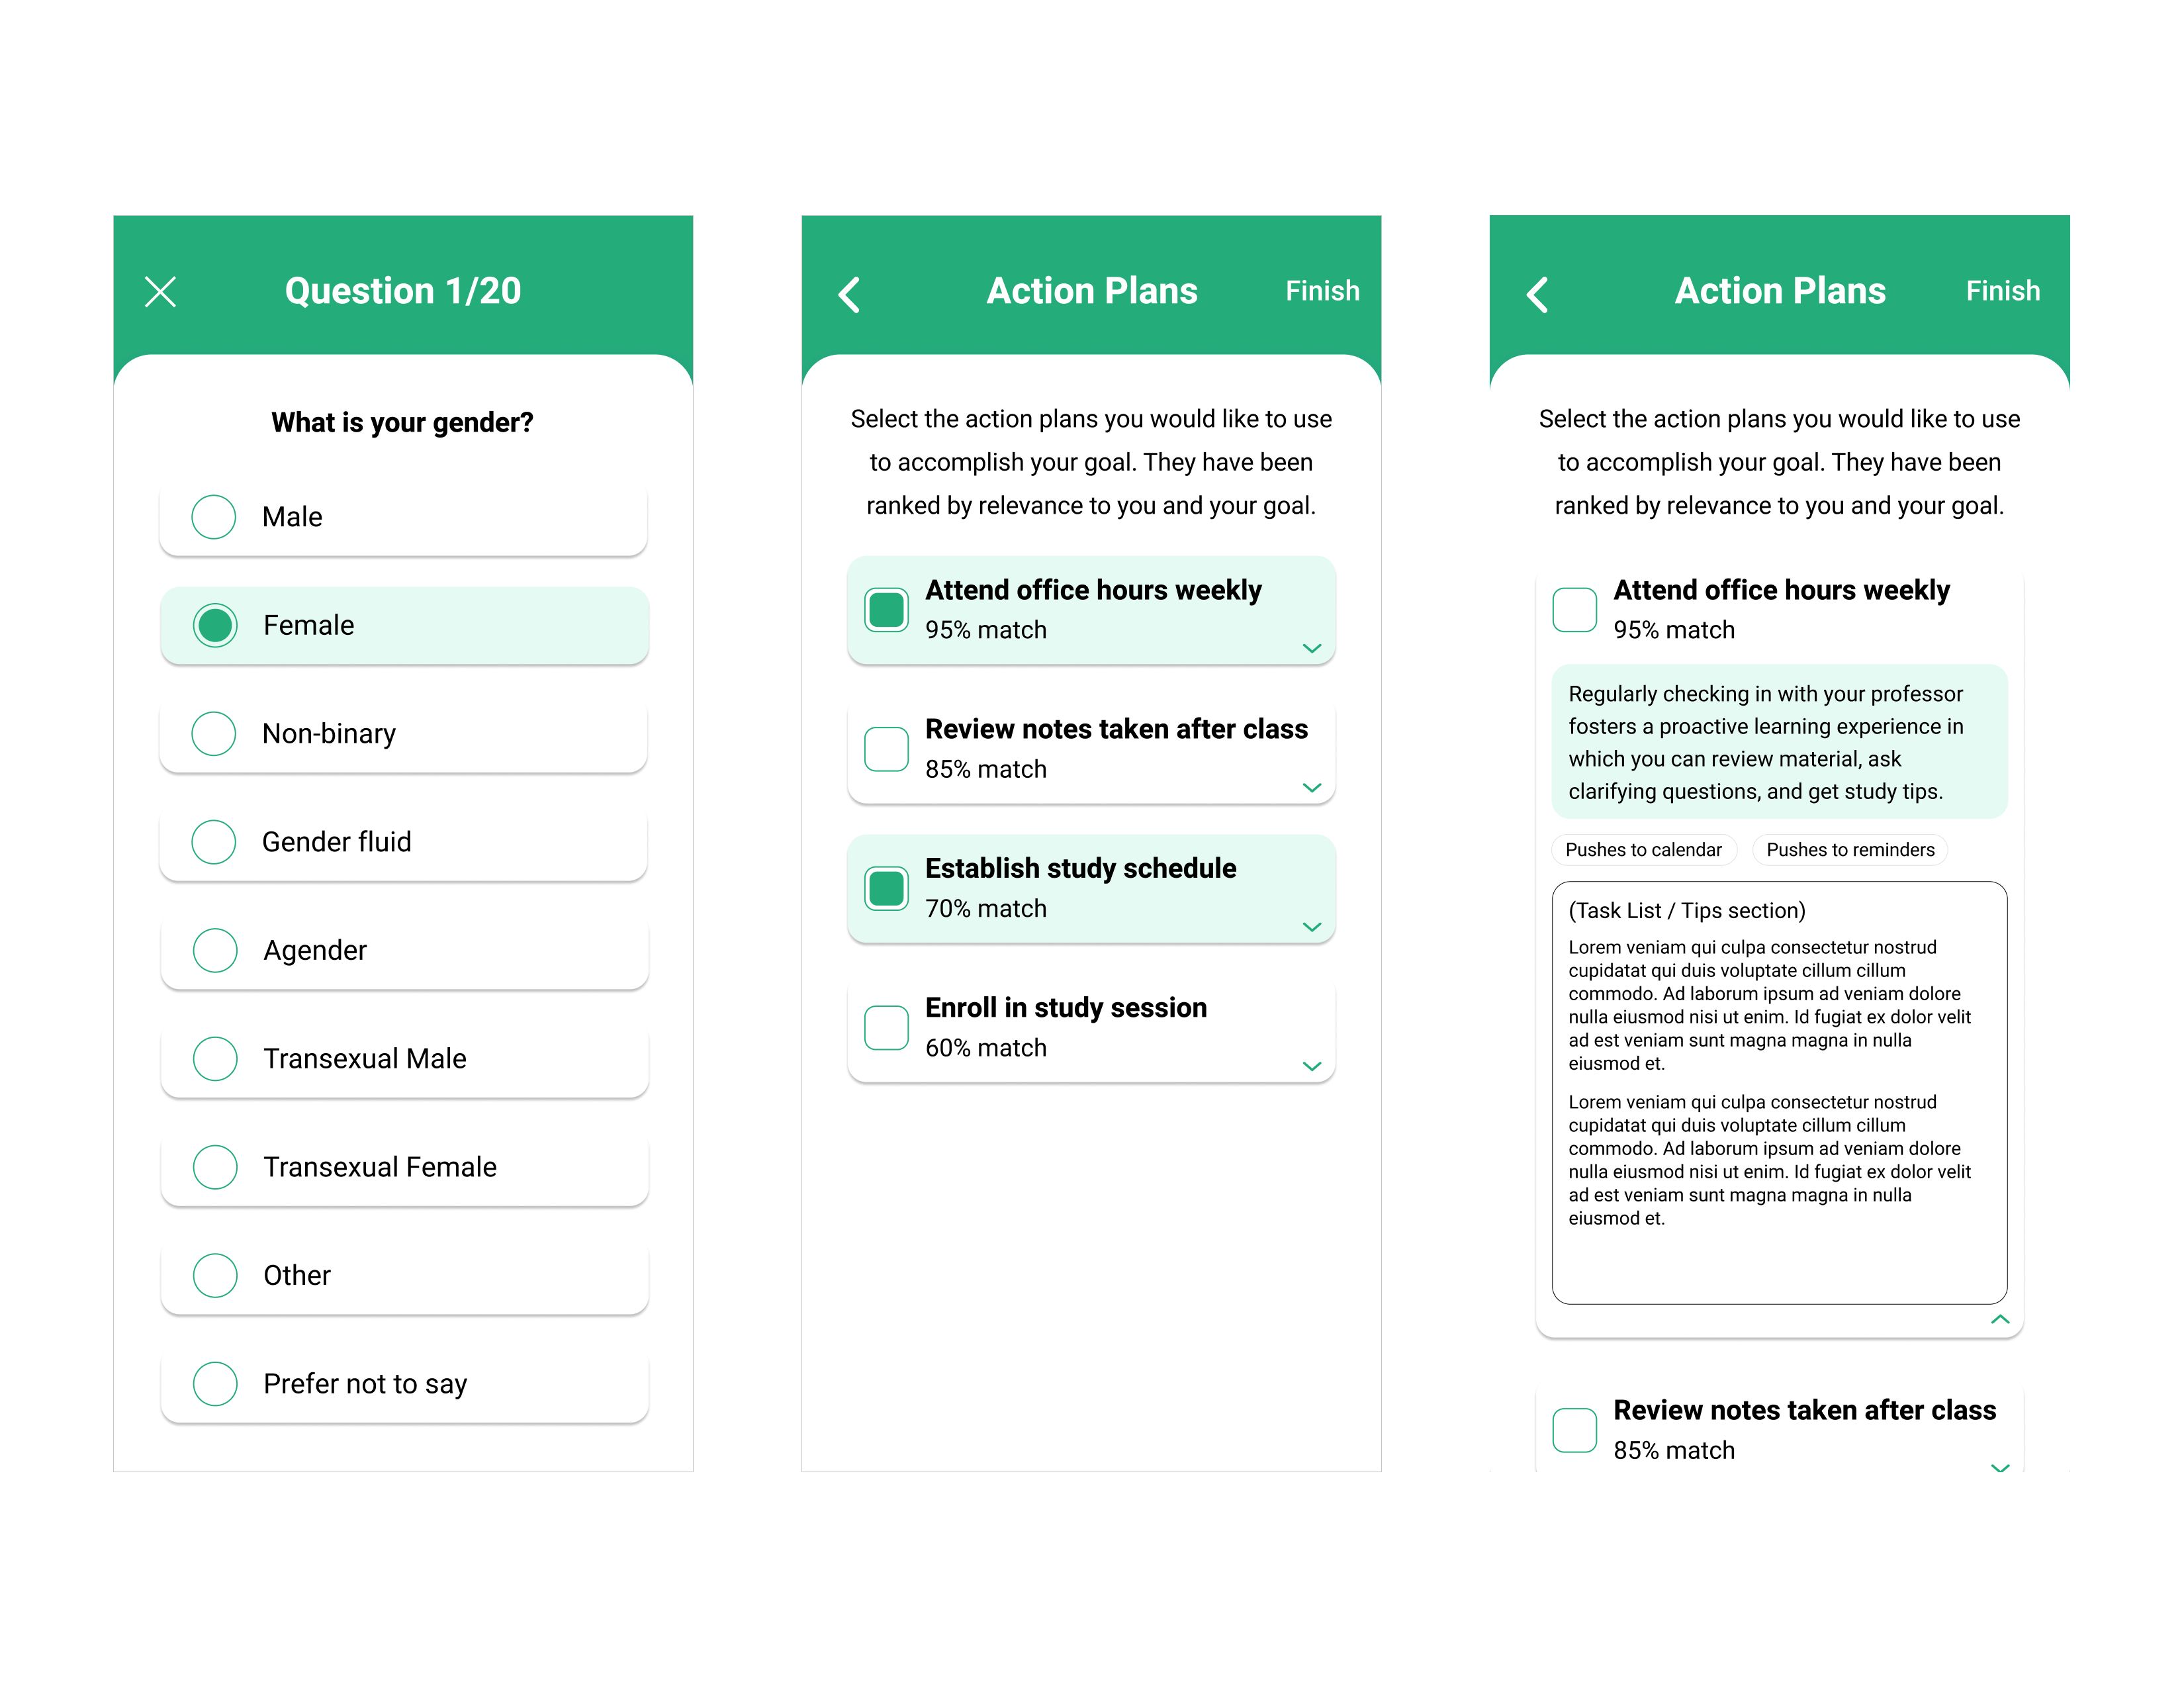 Question 1/20
What is your gender?
Male
Female
Non-binary
Gender fluid
Agender
Transexual Male
Transexual Female
Other
Prefer not to say
Action Plans
Finish
Select the action plans you would like to use
to accomplish your goal. They have been
ranked by relevance to you and your goal.
Attend office hours weekly
95% match
Review notes taken after class
85% match
Establish study schedule
70% match
Enroll in study session
60% match
Action Plans
Finish
Select the action plans you would like to use
to accomplish your goal. They have been
ranked by relevance to you and your goal.
Attend office hours weekly
95% match
Regularly checking in with your professor
fosters a proactive learning experience in
which you can review material, ask
clarifying questions, and get study tips.
Pushes to calendar
Pushes to reminders
(Task List / Tips section)
Lorem veniam qui culpa consectetur nostrud
cupidatat qui duis voluptate cillum cillum
commodo. Ad laborum ipsum ad veniam dolore
nulla eiusmod nisi ut enim. Id fugiat ex dolor velit
ad est veniam sunt magna magna in nulla
eiusmod et.
Lorem veniam qui culpa consectetur nostrud
cupidatat qui duis voluptate cillum cillum
commodo. Ad laborum ipsum ad veniam dolore
nulla eiusmod nisi ut enim. Id fugiat ex dolor velit
ad est veniam sunt magna magna in nulla
eiusmod et.
Review notes taken after class
85% match